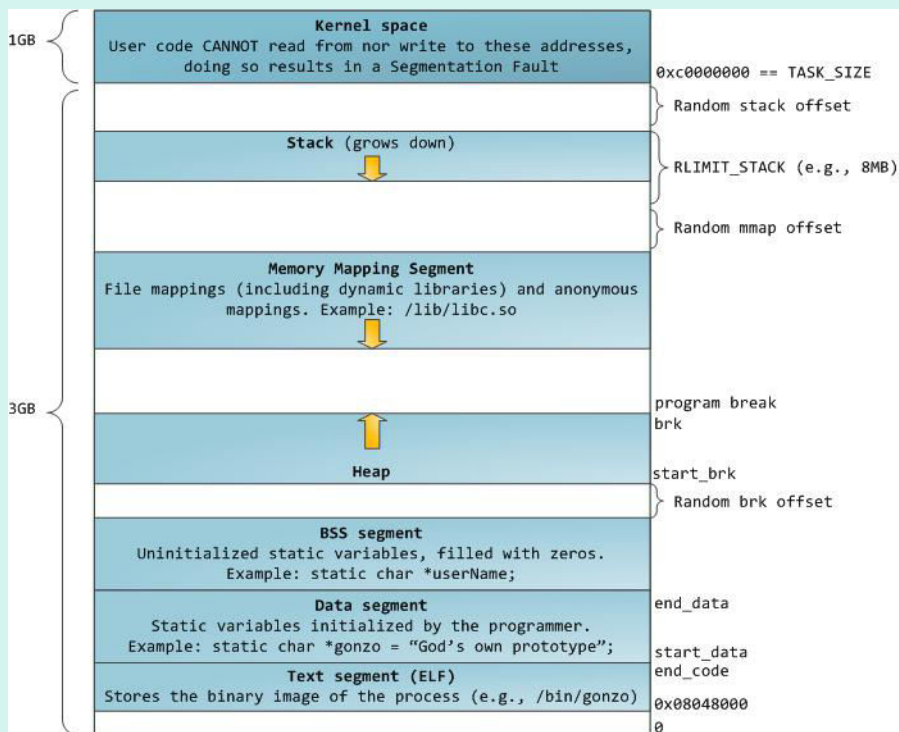 1GB
Kernel space
User code CANNOT read from nor write to these addresses,
doing so results in a Segmentation Fault
0xc0000000 == TASK_SIZE
Random stack offset
Stack (grows down)
RLIMIT_STACK (e.g., 8MB)
Random mmap offset
Memory Mapping Segment
File mappings (including dynamic libraries) and anonymous
mappings. Example: /lib/libc.so
3GB
program break
brk
Heap
start_brk
Random brk offset
BSS segment
Uninitialized static variables, filled with zeros.
Example: static char *userName;
Data segment
Static variables initialized by the programmer.
Example: static char *gonzo = “God’s own prototype”;
end_data
start_data
end_code
Text segment (ELF)
Stores the binary image of the process (e.g., /bin/gonzo)
0x08048000
0